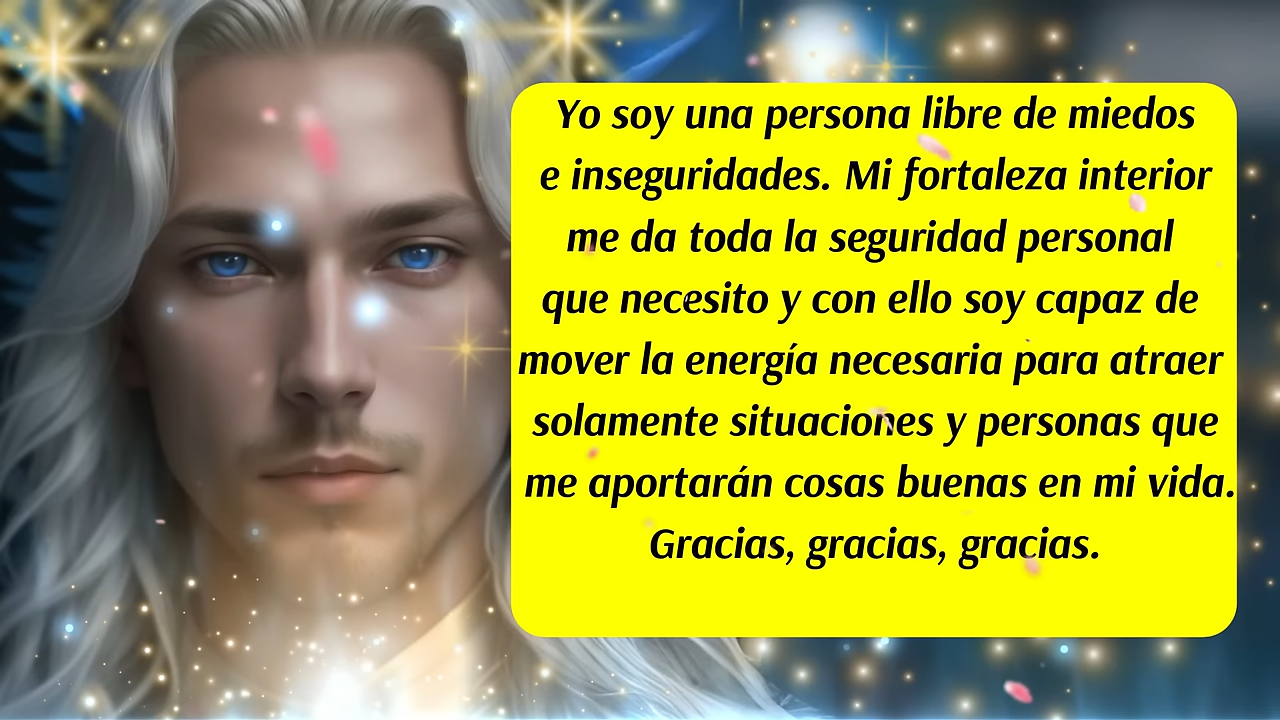 Yo soy una persona libre de miedos
e inseguridades. Mi fortaleza interior
me da toda la seguridad personal
que necesito y con ello soy capaz de
mover la energía necesaria para atraer
solamente situaciones y personas que
me aportarán cosas buenas en mi vida.
Gracias, gracias, gracias.